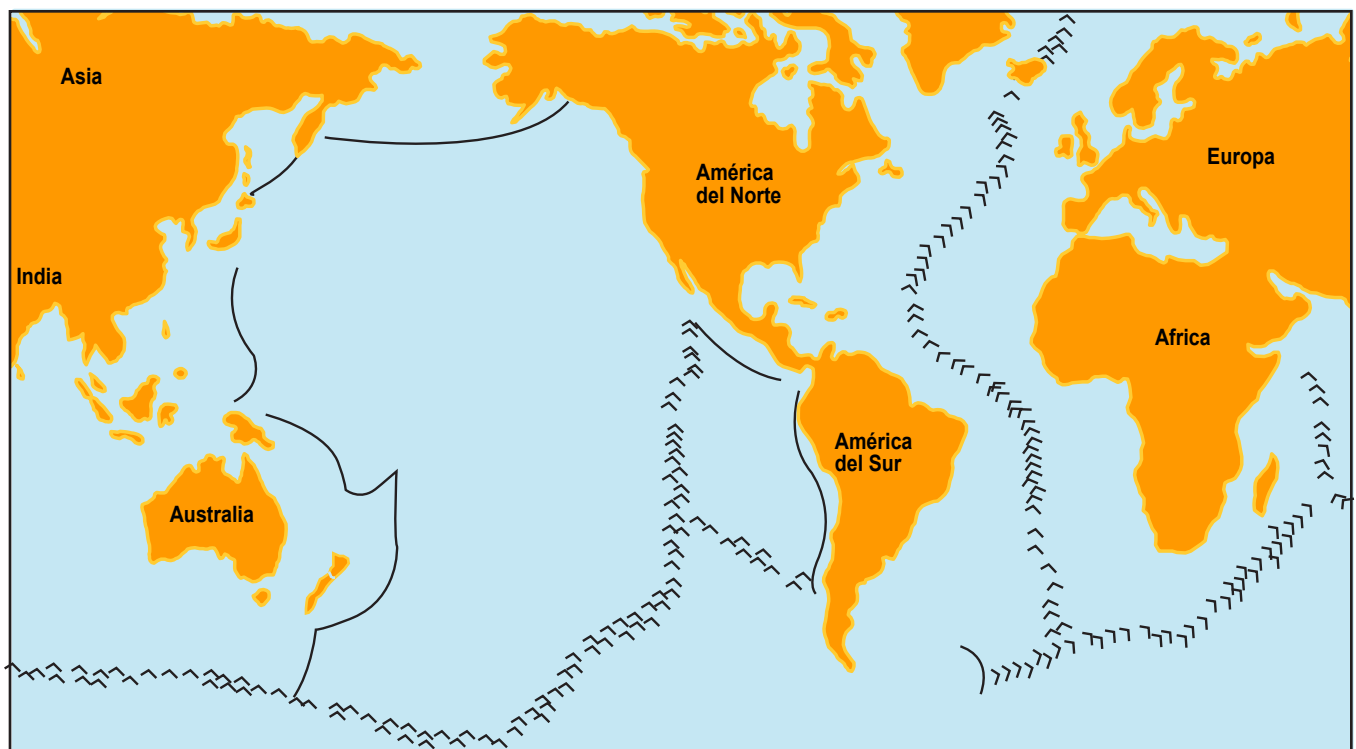 Asia
América
del Norte
Europa
India
Africa
América
del Sur
Australia